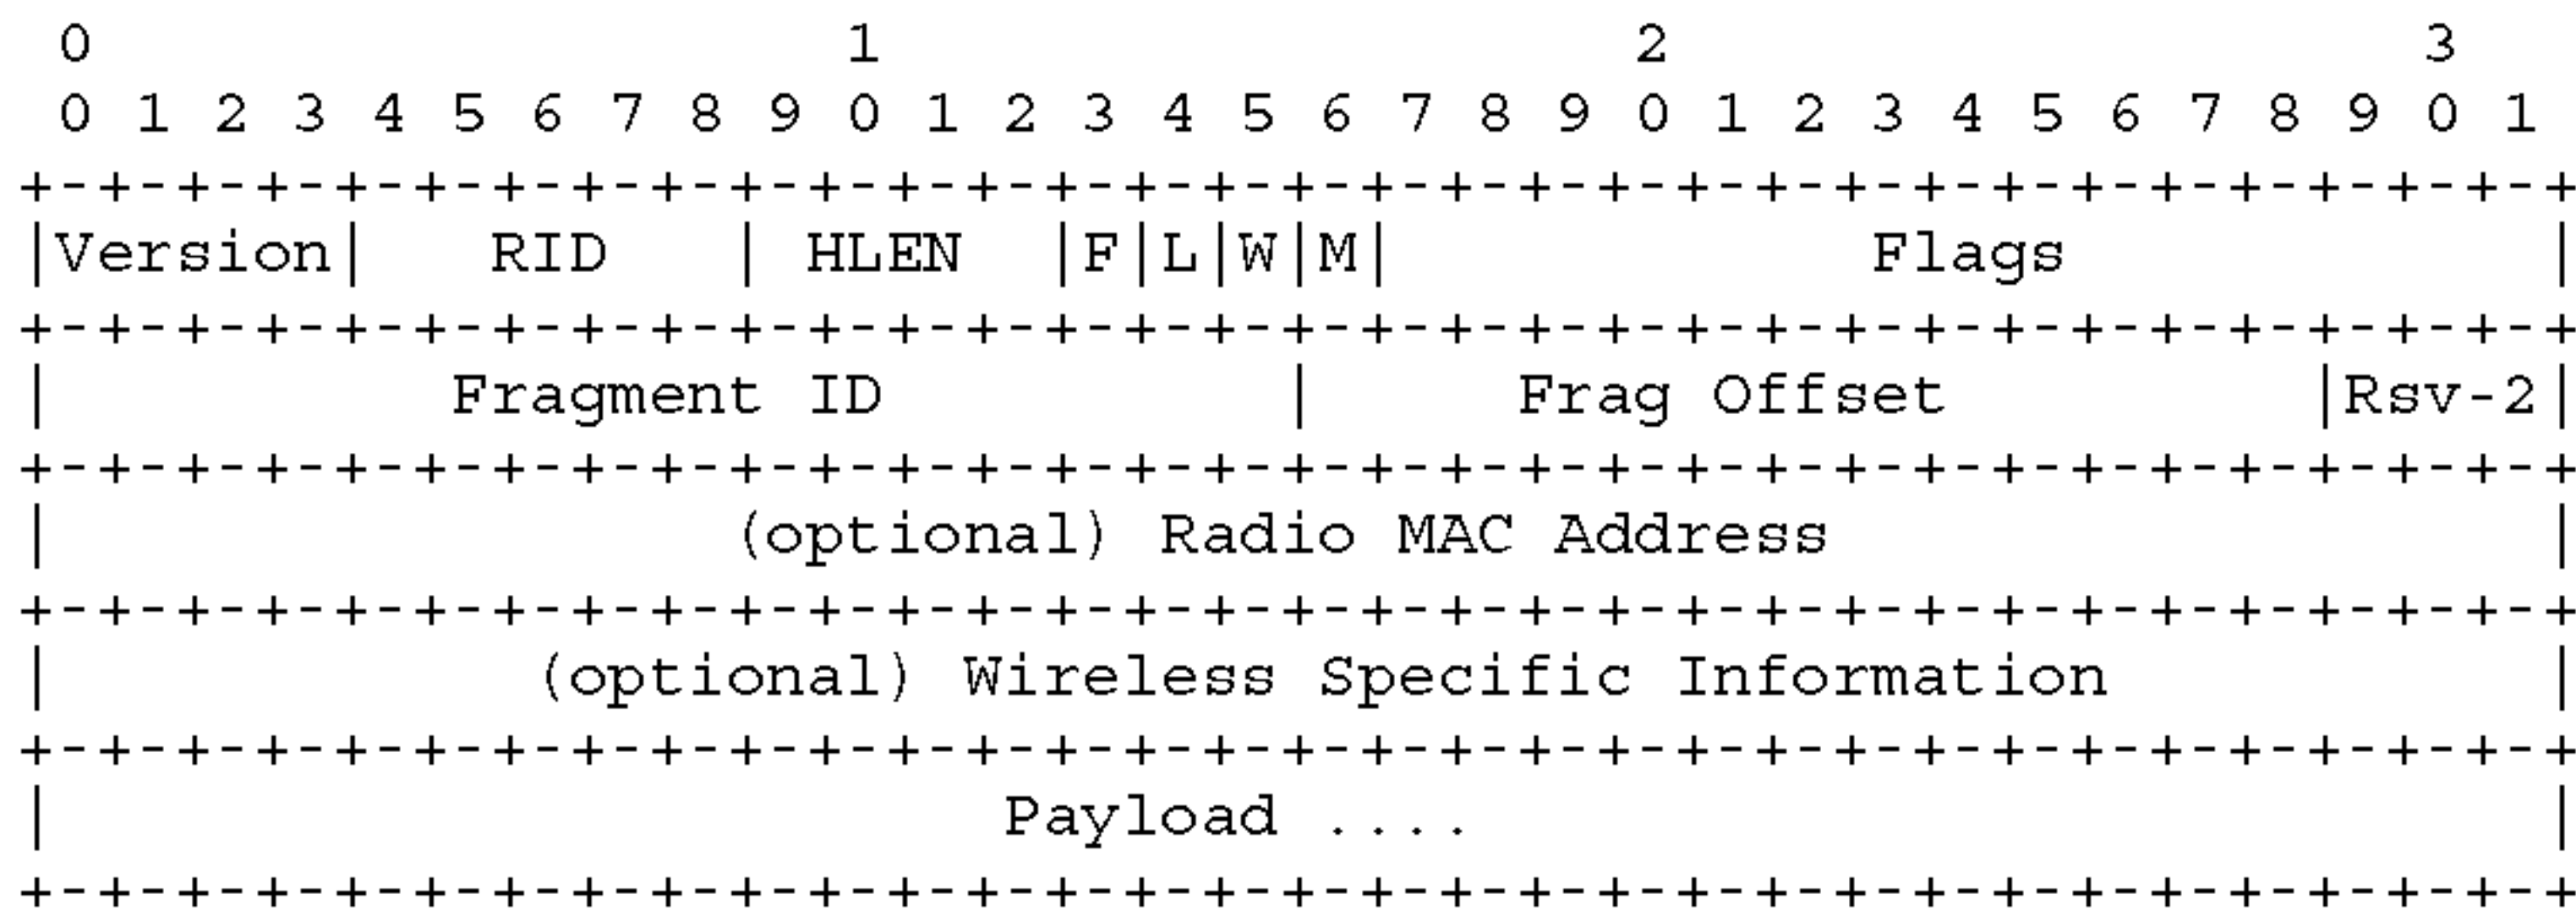 0                   1                   2                   3
 0 1 2 3 4 5 6 7 8 9 0 1 2 3 4 5 6 7 8 9 0 1 2 3 4 5 6 7 8 9 0 1
+-+-+-+-+-+-+-+-+-+-+-+-+-+-+-+-+-+-+-+-+-+-+-+-+-+-+-+-+-+-+-+-+
|Version|   RID   |  HLEN |F|L|W|M|            Flags            |
+-+-+-+-+-+-+-+-+-+-+-+-+-+-+-+-+-+-+-+-+-+-+-+-+-+-+-+-+-+-+-+-+
|          Fragment ID          |     Frag Offset         |Rsv-2|
+-+-+-+-+-+-+-+-+-+-+-+-+-+-+-+-+-+-+-+-+-+-+-+-+-+-+-+-+-+-+-+-+
|                 (optional) Radio MAC Address                  |
+-+-+-+-+-+-+-+-+-+-+-+-+-+-+-+-+-+-+-+-+-+-+-+-+-+-+-+-+-+-+-+-+
|            (optional) Wireless Specific Information           |
+-+-+-+-+-+-+-+-+-+-+-+-+-+-+-+-+-+-+-+-+-+-+-+-+-+-+-+-+-+-+-+-+
|                        Payload ....                           |
+-+-+-+-+-+-+-+-+-+-+-+-+-+-+-+-+-+-+-+-+-+-+-+-+-+-+-+-+-+-+-+-+